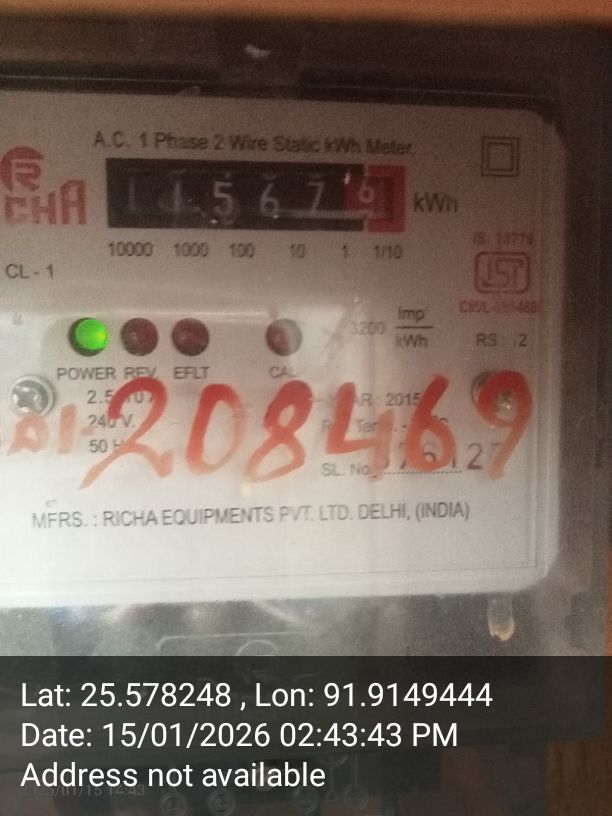 A.C. 1 Phase 2 Wire Static kWh Meter
RICHA
1 1 5 6 7 6 kWh
10000 1000 100 10 1 1/10
CL - 1
IS: 13779
ISI
3200 Imp/kWh
RS : 2
POWER REV EFLT CAL
240 V.
208469
2015
50
SL. No.
MFRS. : RICHA EQUIPMENTS PVT. LTD. DELHI, (INDIA)
Lat: 25.578248 , Lon: 91.9149444
Date: 15/01/2026 02:43:43 PM
Address not available